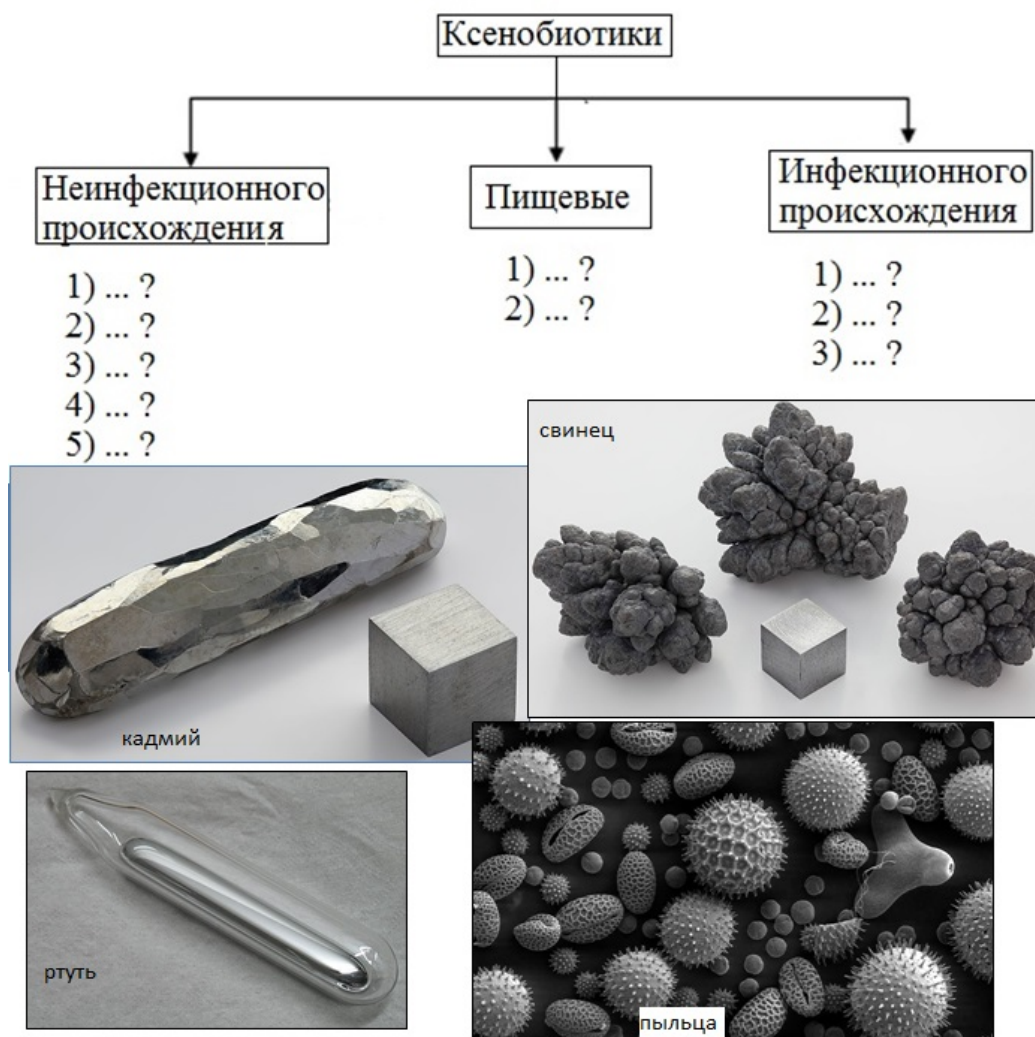 Ксенобиотики
Неинфекционного
происхождения
1) ... ?
2) ... ?
3) ... ?
4) ... ?
5) ... ?
Пищевые
1) ... ?
2) ... ?
Инфекционного
происхождения
1) ... ?
2) ... ?
3) ... ?
свинец
кадмий
ртуть
пыльца